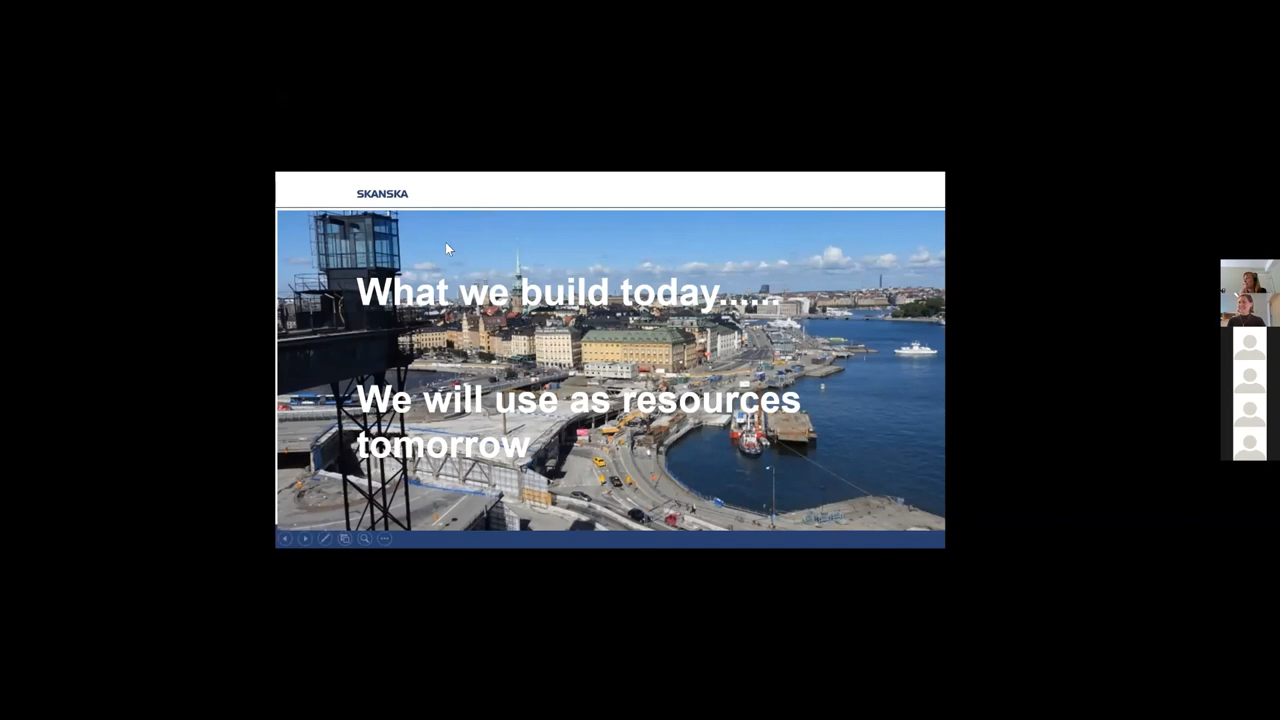 SKANSKA
What we build today......
We will use as resources
tomorrow